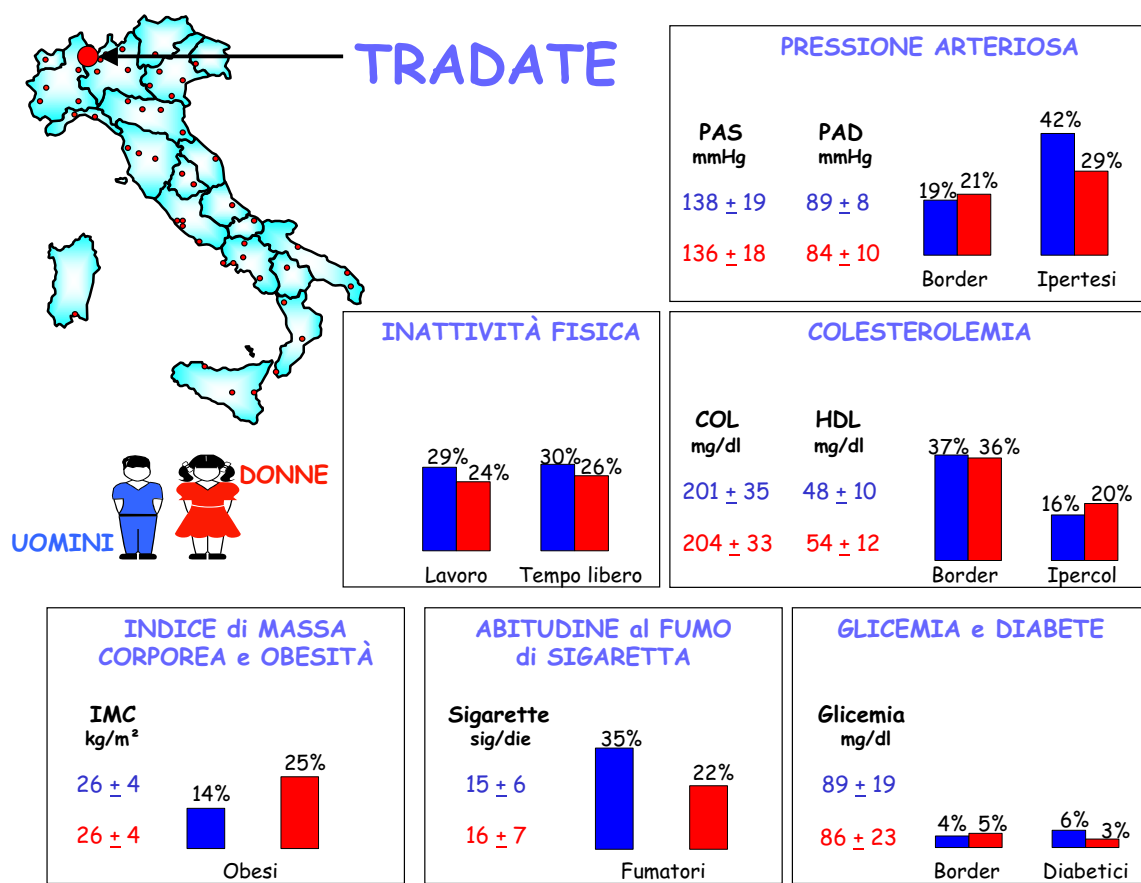 TRADATE
UOMINI
DONNE
PRESSIONE ARTERIOSA
PAS PAD
mmHg mmHg
138 ± 19 89 ± 8
136 ± 18 84 ± 10
19% 21% 42% 29%
Border Ipertesi
INATTIVITÀ FISICA
29% 24% 30% 26%
Lavoro Tempo libero
COLESTEROLEMIA
COL HDL
mg/dl mg/dl
201 ± 35 48 ± 10
204 ± 33 54 ± 12
37% 36% 16% 20%
Border Ipercol
INDICE di MASSA
CORPOREA e OBESITÀ
IMC
kg/m²
26 ± 4
26 ± 4
14% 25%
Obesi
ABITUDINE al FUMO
di SIGARETTA
Sigarette
sig/die
15 ± 6
16 ± 7
35% 22%
Fumatori
GLICEMIA e DIABETE
Glicemia
mg/dl
89 ± 19
86 ± 23
4% 5% 6% 3%
Border Diabetici